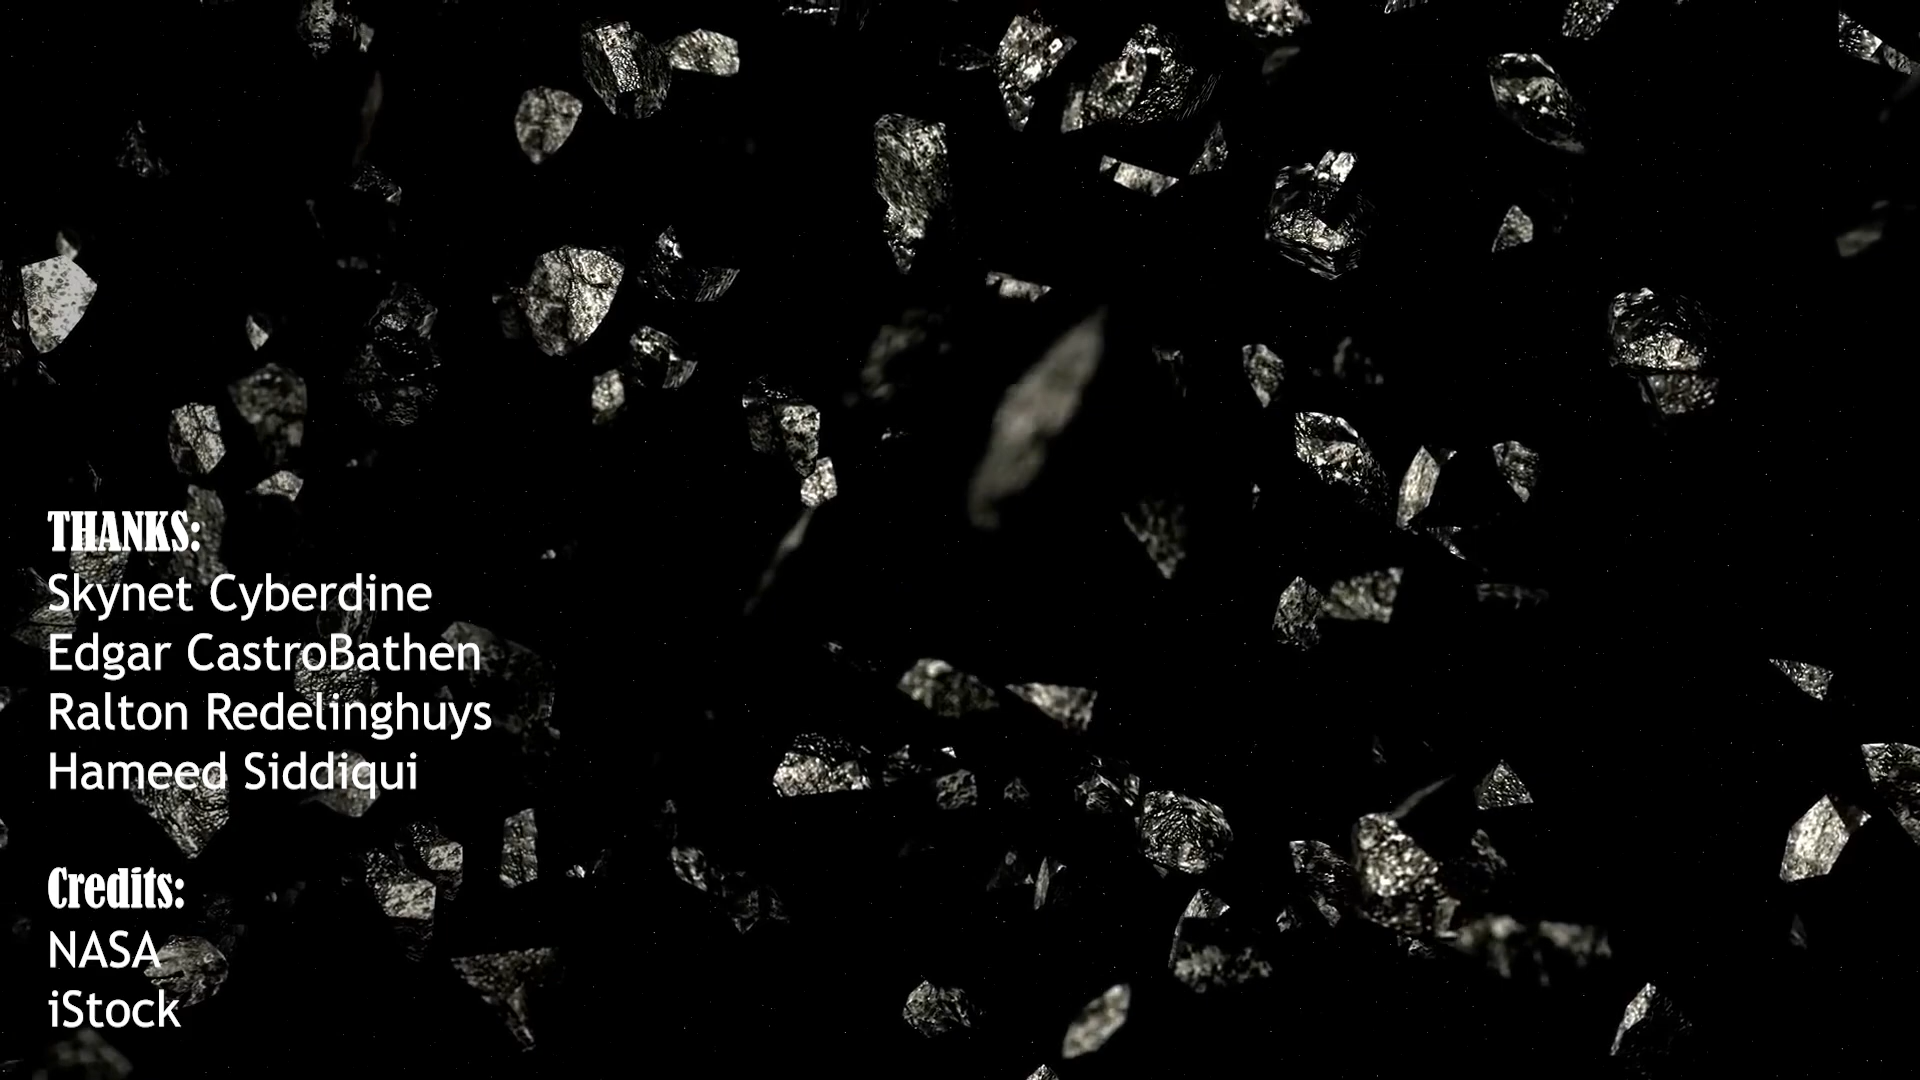 THANKS:
Skynet Cyberdine
Edgar CastroBathen
Ralton Redelinghuys
Hameed Siddiqui
Credits:
NASA
iStock